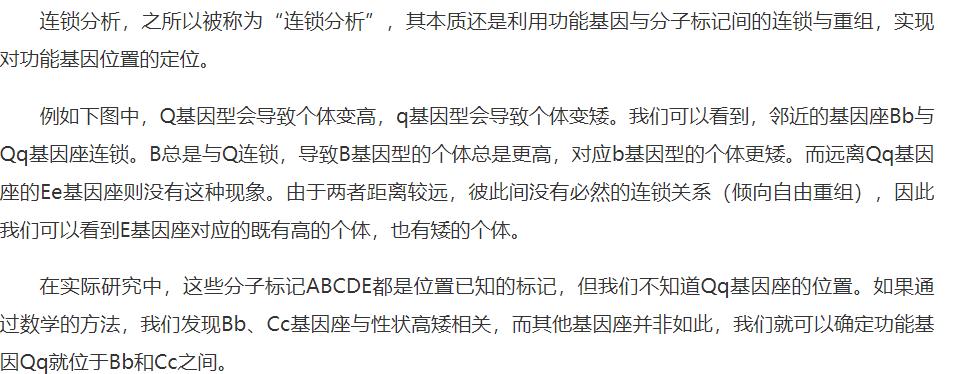 连锁分析，之所以被称为“连锁分析”，其本质还是利用功能基因与分子标记间的连锁与重组，实现
对功能基因位置的定位。
例如下图中，Q基因型会导致个体变高，q基因型会导致个体变矮。我们可以看到，邻近的基因座Bb与
Qq基因座连锁。B总是与Q连锁，导致B基因型的个体总是更高，对应b基因型的个体更矮。而远离Qq基因
座的Ee基因座则没有这种现象。由于两者距离较远，彼此间没有必然的连锁关系（倾向自由重组），因此
我们可以看到E基因座对应的既有高的个体，也有矮的个体。
在实际研究中，这些分子标记ABCDE都是位置已知的标记，但我们不知道Qq基因座的位置。如果通
过数学的方法，我们发现Bb、Cc基因座与性状高矮相关，而其他基因座并非如此，我们就可以确定功能基
因Qq就位于Bb和Cc之间。